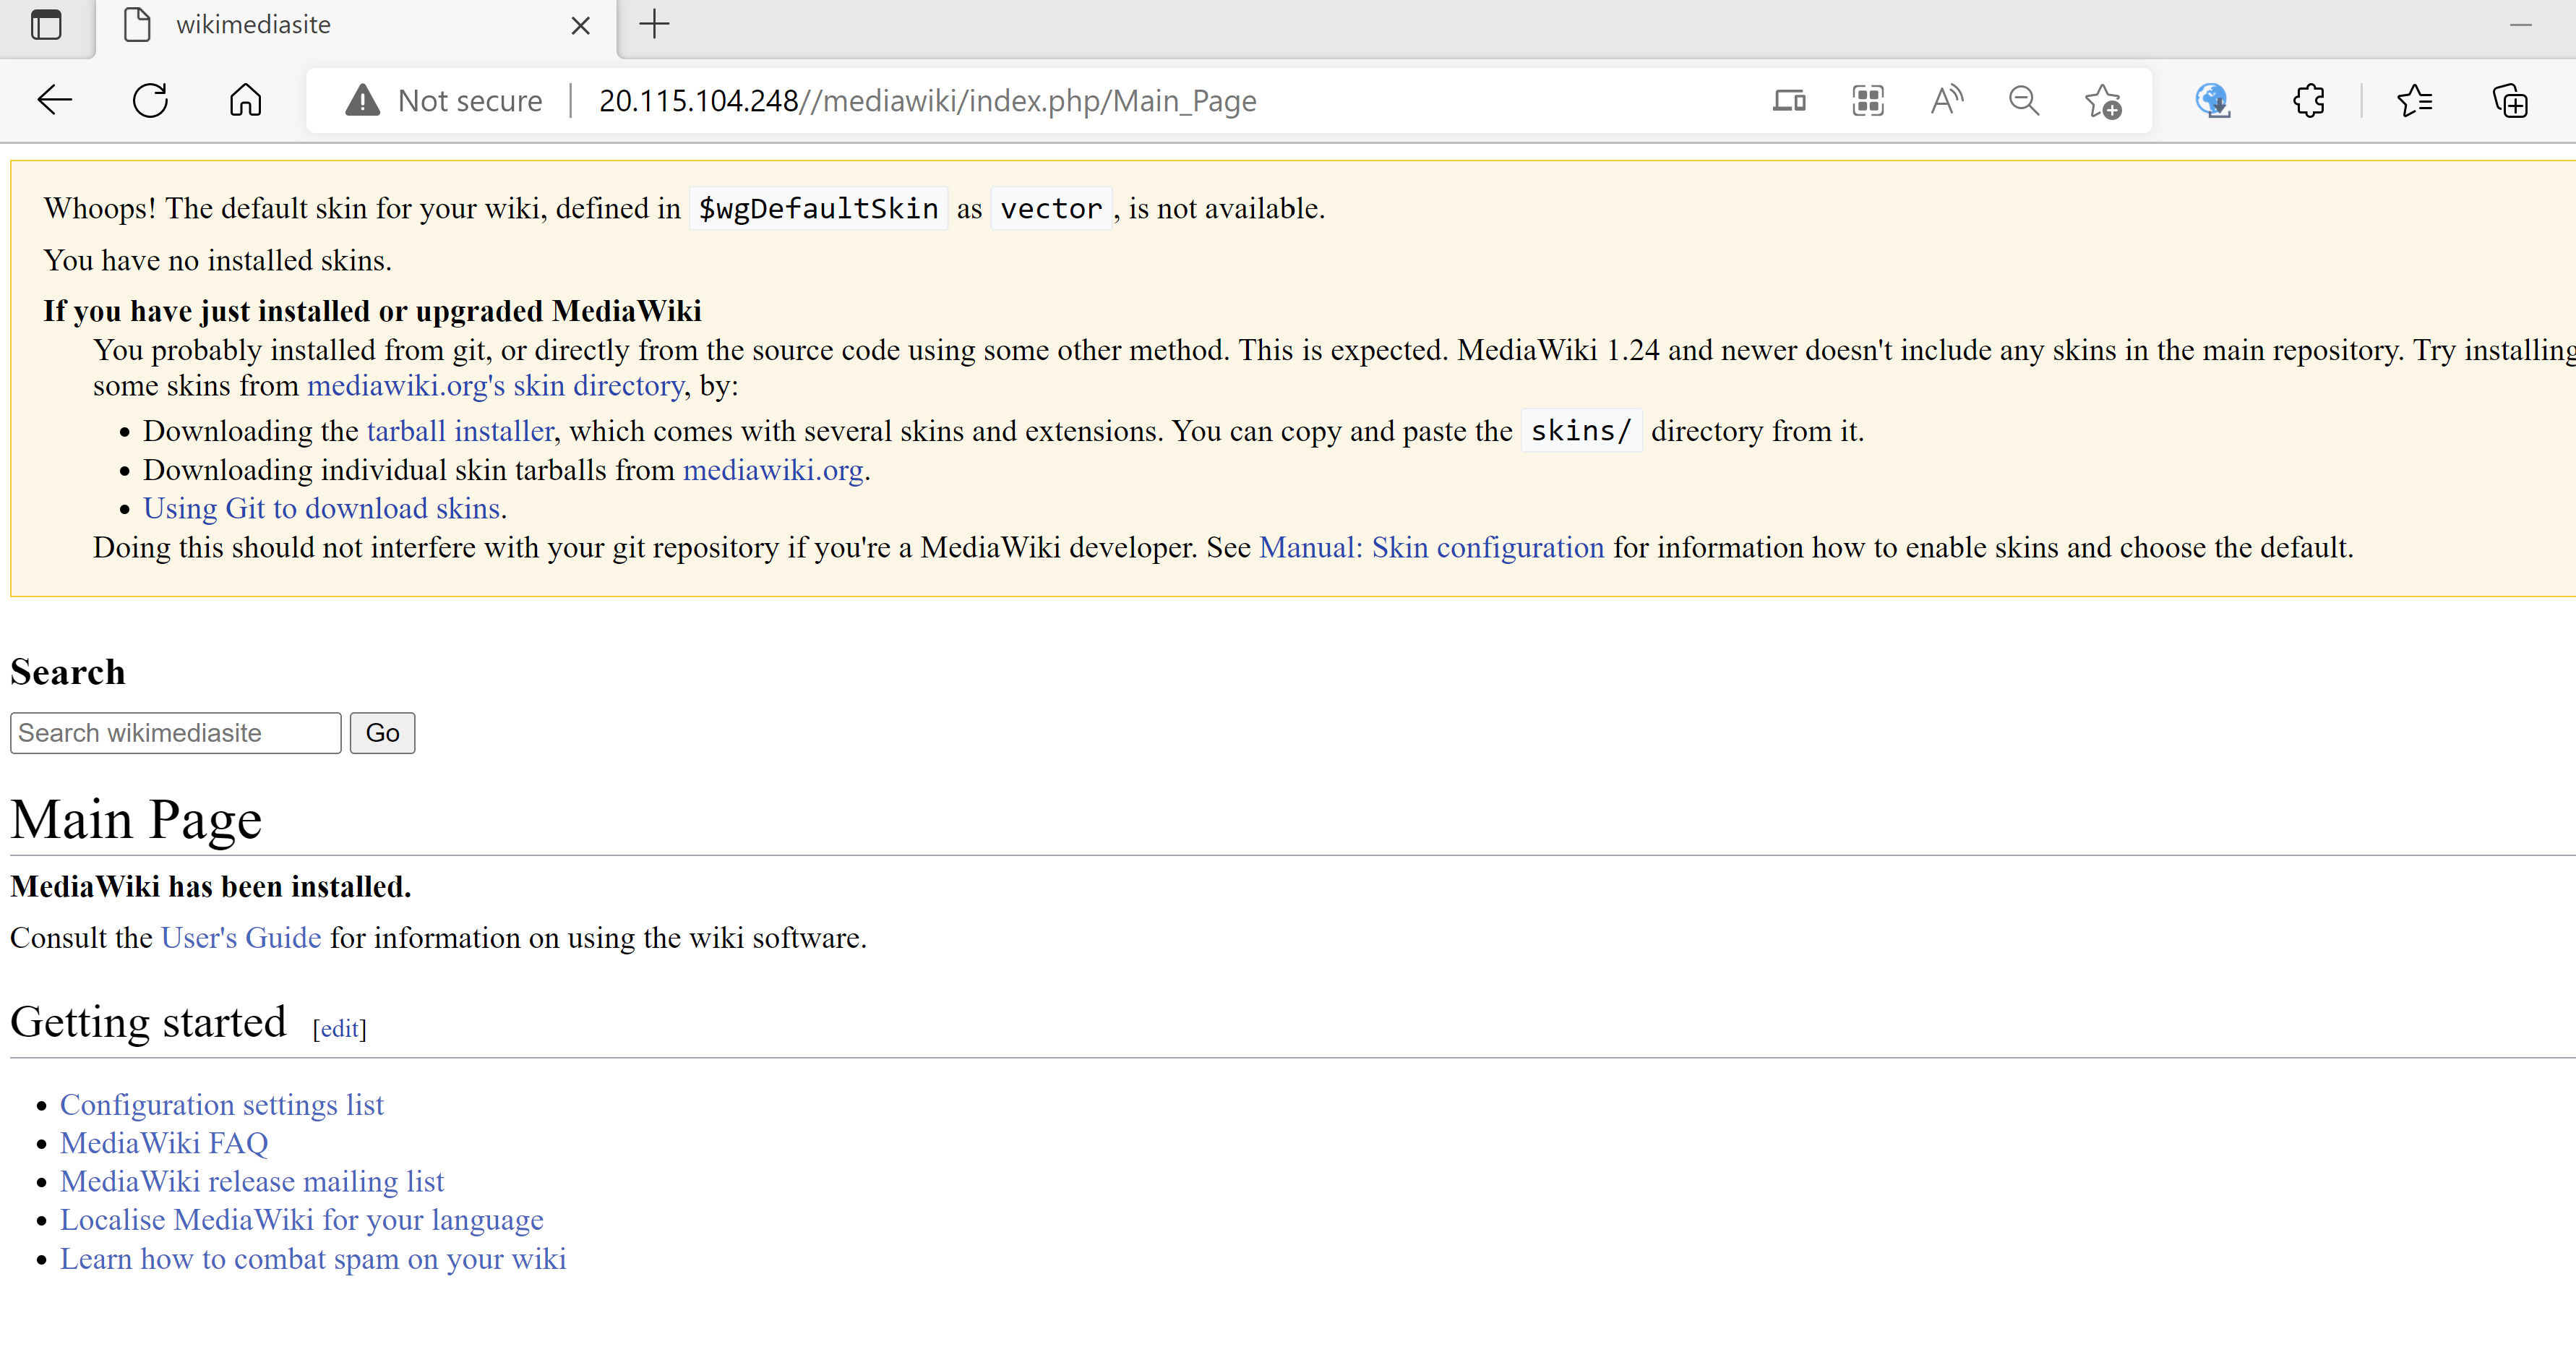 wikimediasite
Not secure 20.115.104.248//mediawiki/index.php/Main_Page
Whoops! The default skin for your wiki, defined in $wgDefaultSkin as vector, is not available.
You have no installed skins.
If you have just installed or upgraded MediaWiki
You probably installed from git, or directly from the source code using some other method. This is expected. MediaWiki 1.24 and newer doesn't include any skins in the main repository. Try installing
some skins from mediawiki.org's skin directory, by:
• Downloading the tarball installer, which comes with several skins and extensions. You can copy and paste the skins/ directory from it.
• Downloading individual skin tarballs from mediawiki.org.
• Using Git to download skins.
Doing this should not interfere with your git repository if you're a MediaWiki developer. See Manual: Skin configuration for information how to enable skins and choose the default.
Search
Search wikimediasite Go
Main Page
MediaWiki has been installed.
Consult the User's Guide for information on using the wiki software.
Getting started [edit]
• Configuration settings list
• MediaWiki FAQ
• MediaWiki release mailing list
• Localise MediaWiki for your language
• Learn how to combat spam on your wiki